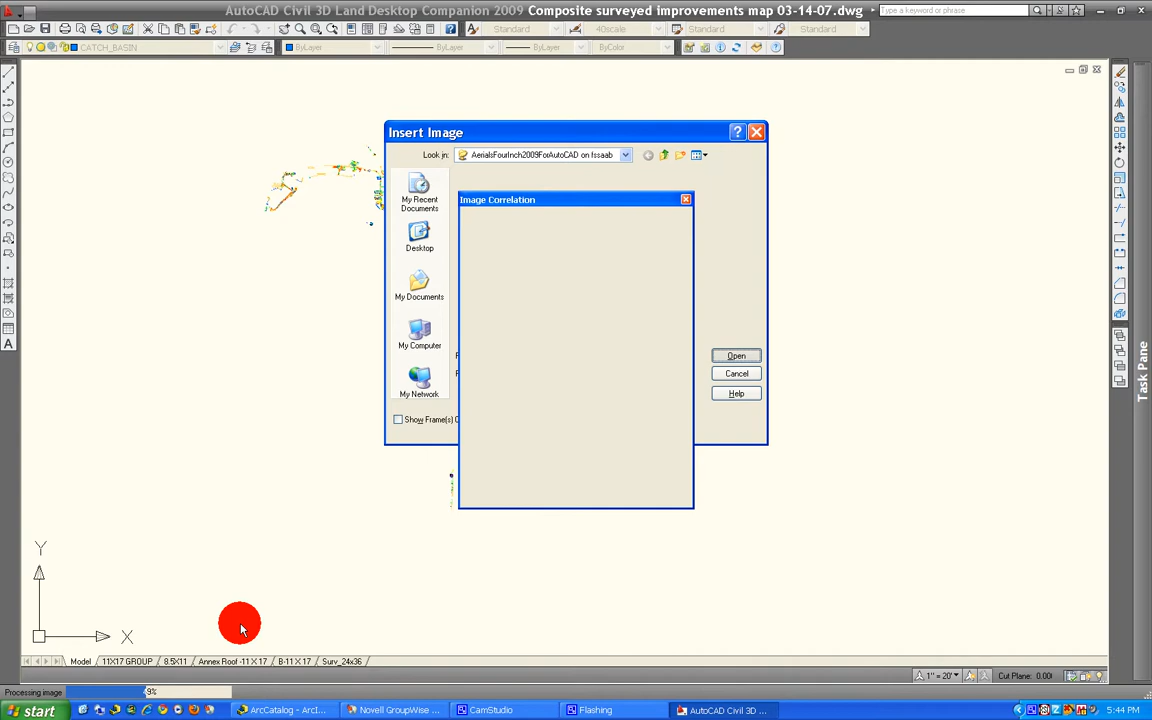 AutoCAD Civil 3D Land Desktop Companion 2009 Composite surveyed improvements map 03-14-07.dwg
Type a keyword or phrase
Standard
40scale
Standard
Standard
CATCH_BASIN
ByLayer
ByLayer
ByLayer
ByColor
Insert Image
Look in:
AerialsFourInch2009ForAutoCAD on fssaab
My Recent
Documents
Image Correlation
Desktop
My Documents
My Computer
Open
Cancel
My Network
Help
Show Frame(s)
Task Pane
Y
X
Model
11X17 GROUP
8.5X11
Annex Roof -11 X 17
B-11 X 17
Surv_24x36
1" = 20'
Cut Plane: 0.00
Processing image
start
ArcCatalog - ArcI...
Novell GroupWise ...
CamStudio
Flashing
AutoCAD Civil 3D ...
5:44 PM